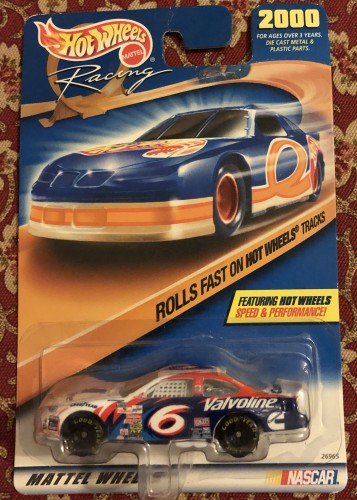 Hot Wheels
MATTEL
Racing
2000
FOR AGES OVER 3 YEARS.
DIE CAST METAL &
PLASTIC PARTS.
ROLLS FAST ON HOT WHEELS® TRACKS
FEATURING HOT WHEELS
SPEED & PERFORMANCE!
6
Valvoline
GOODYEAR
26965
MATTEL WHEE
NASCAR